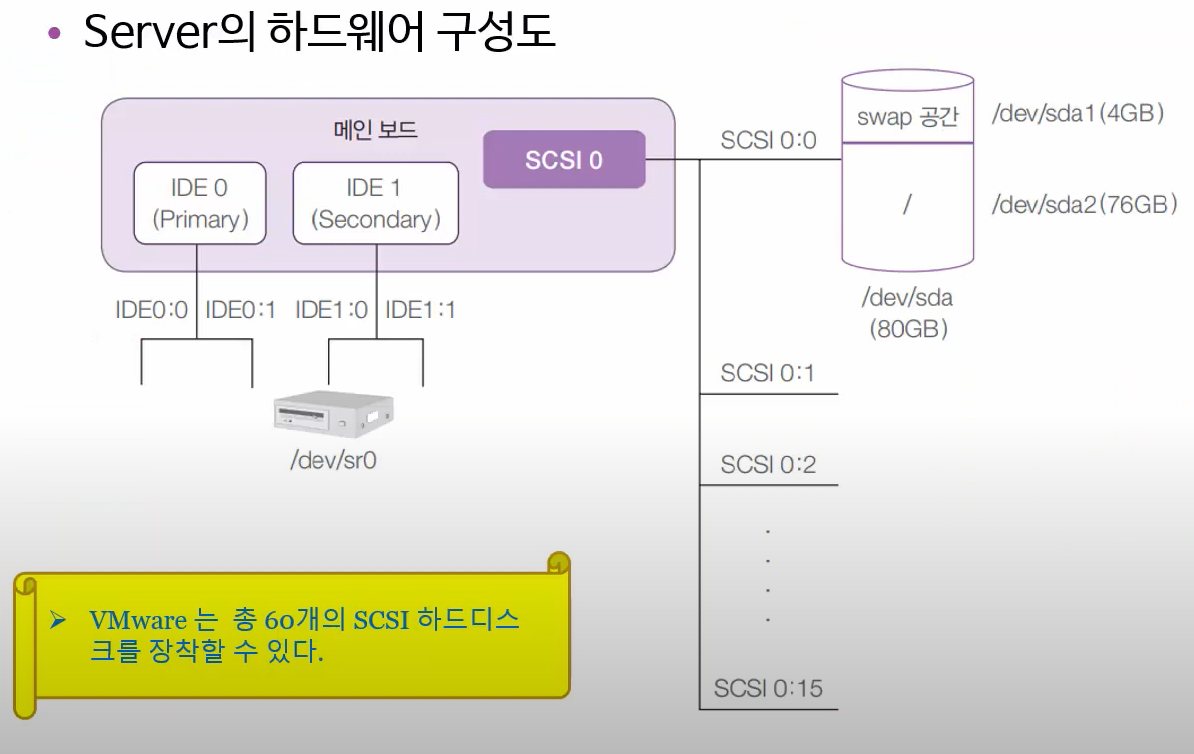 • Server의 하드웨어 구성도
메인 보드
IDE 0
(Primary)
IDE 1
(Secondary)
SCSI 0
IDE0:0
IDE0:1
IDE1:0
IDE1:1
/dev/sr0
SCSI 0:0
swap 공간
/dev/sda1(4GB)
/
/dev/sda2(76GB)
/dev/sda
(80GB)
SCSI 0:1
SCSI 0:2
SCSI 0:15
➢ VMware 는 총 60개의 SCSI 하드디스
크를 장착할 수 있다.